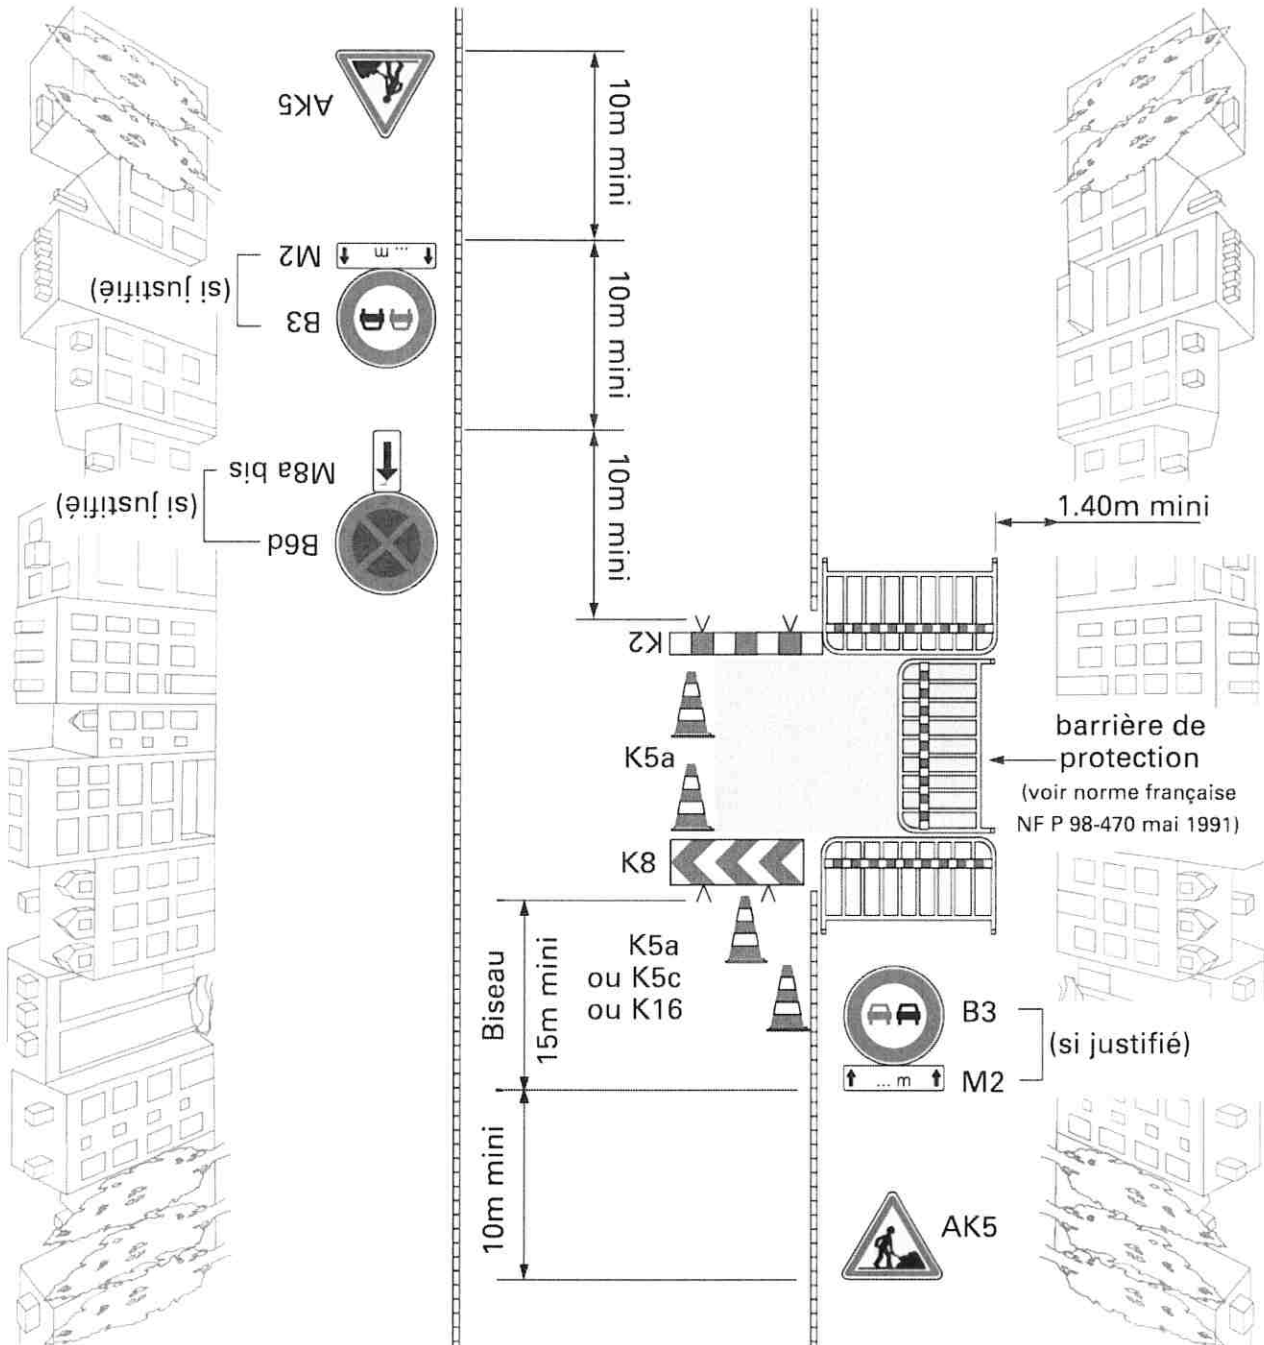 AK5
10m mini
M2
... m
(si justifié)
B3
10m mini
M8a bis
(si justifié)
B6d
10m mini
1.40m mini
K2
K5a
barrière de
protection
(voir norme française
NF P 98-470 mai 1991)
K8
Biseau
15m mini
K5a
ou K5c
ou K16
B3
(si justifié)
... m
M2
10m mini
AK5